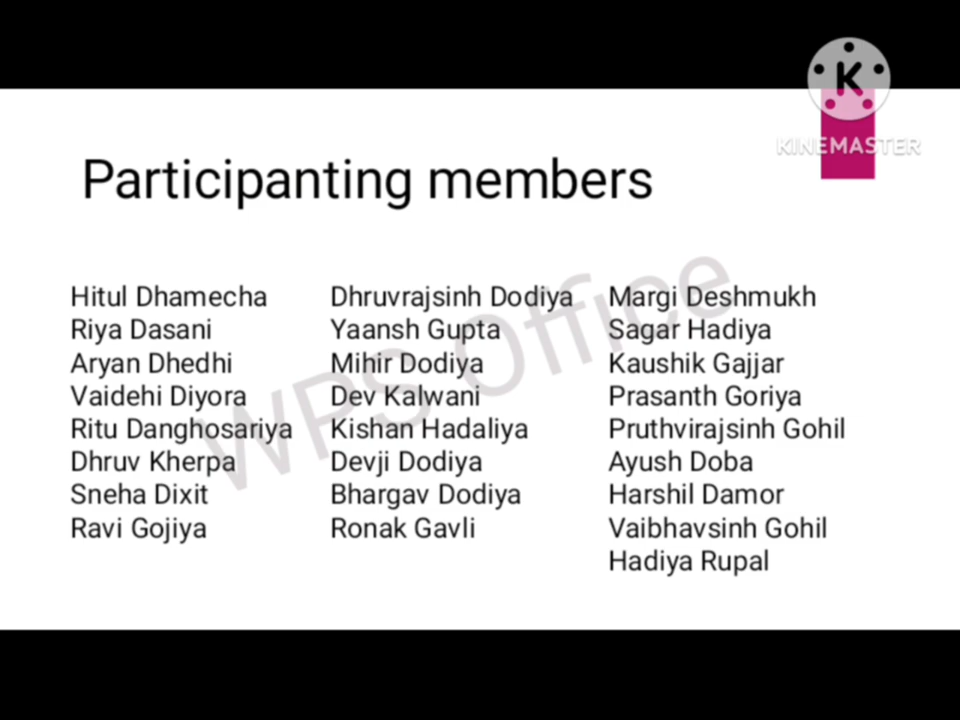 K
KINEMASTER
Participanting members
Hitul Dhamecha
Riya Dasani
Aryan Dhedhi
Vaidehi Diyora
Ritu Danghosariya
Dhruv Kherpa
Sneha Dixit
Ravi Gojiya
Dhruvrajsinh Dodiya
Yaansh Gupta
Mihir Dodiya
Dev Kalwani
Kishan Hadaliya
Devji Dodiya
Bhargav Dodiya
Ronak Gavli
Margi Deshmukh
Sagar Hadiya
Kaushik Gajjar
Prasanth Goriya
Pruthvirajsinh Gohil
Ayush Doba
Harshil Damor
Vaibhavsinh Gohil
Hadiya Rupal
WPS Office